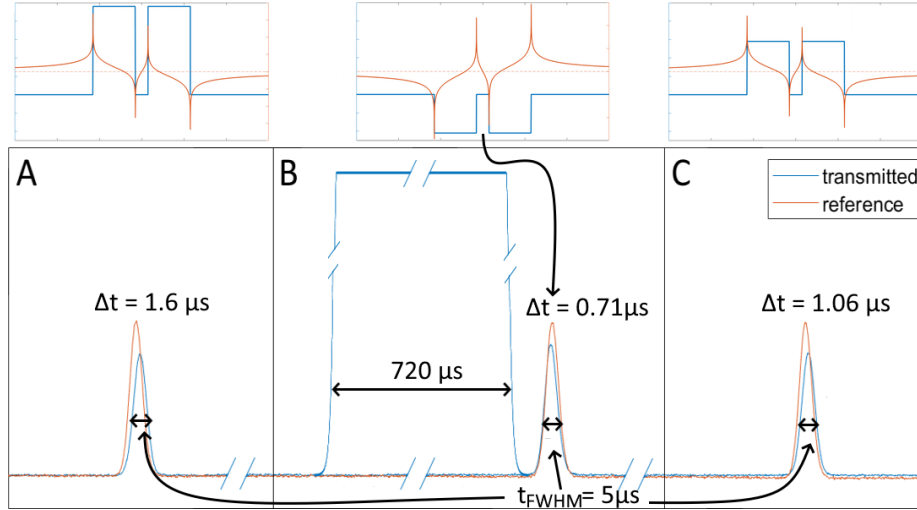 A
B
C
transmitted
reference
Δt = 1.6 μs
Δt = 0.71μs
Δt = 1.06 μs
720 μs
tFWHM= 5μs